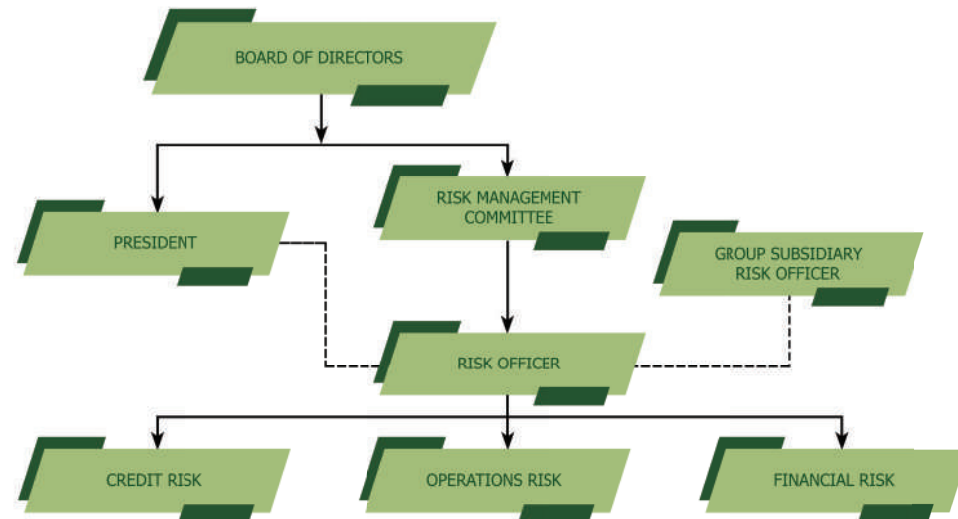 BOARD OF DIRECTORS
RISK MANAGEMENT
COMMITTEE
PRESIDENT
GROUP SUBSIDIARY
RISK OFFICER
RISK OFFICER
CREDIT RISK
OPERATIONS RISK
FINANCIAL RISK